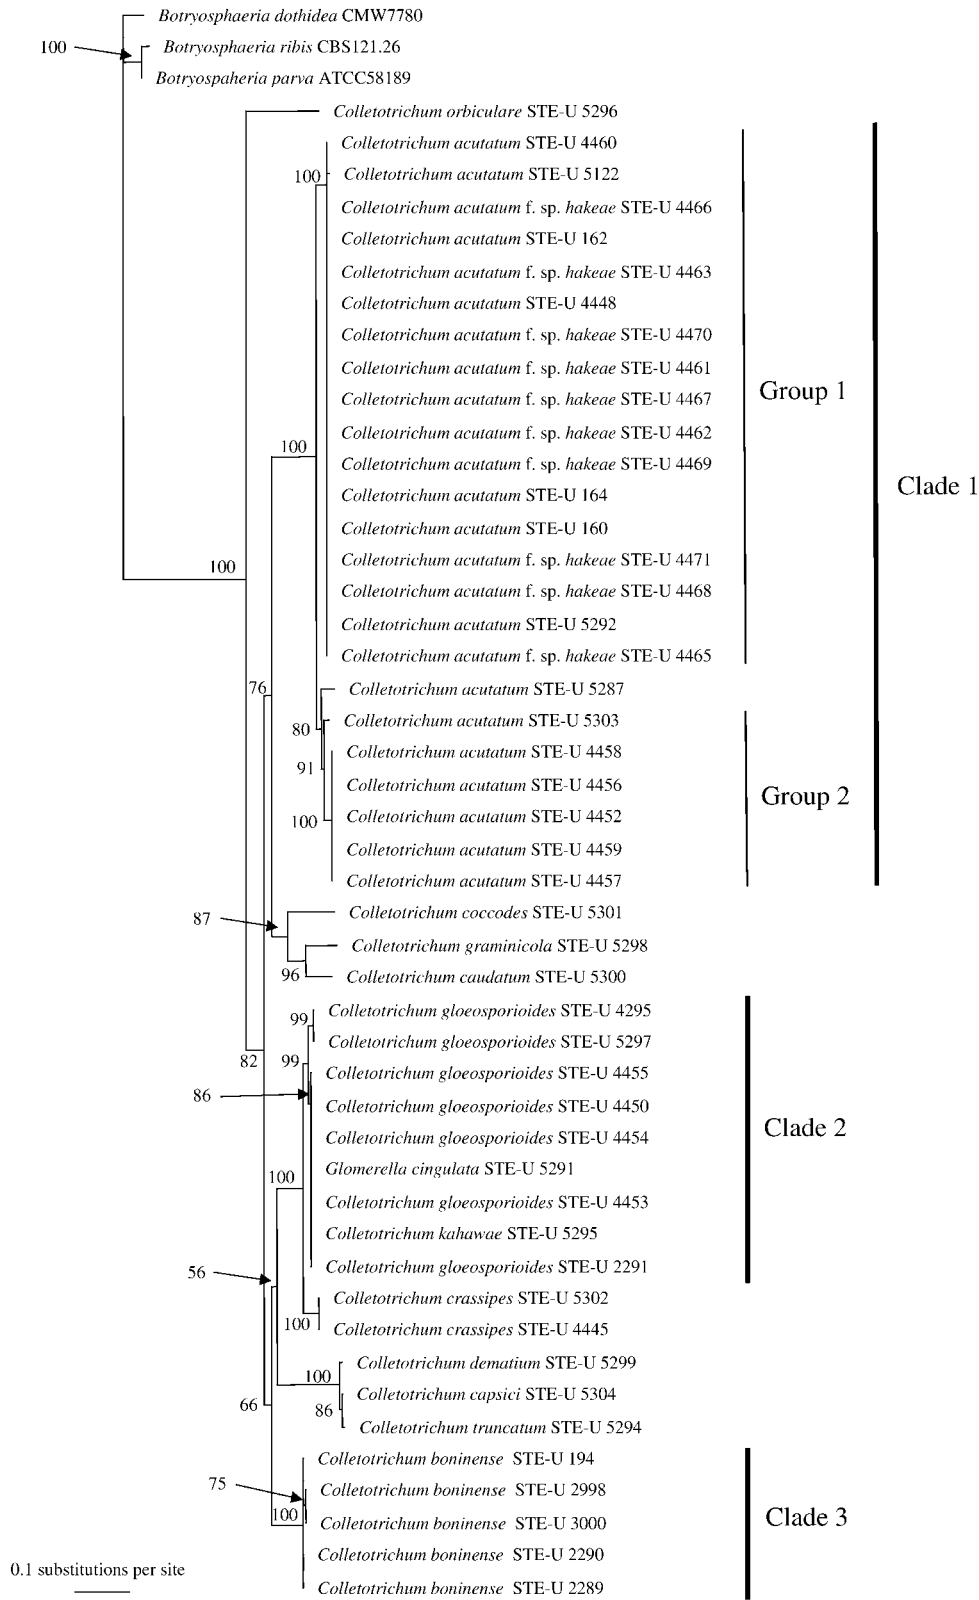 Botryosphaeria dothidea CMW7780
100
Botryosphaeria ribis CBS121.26
Botryospaheria parva ATCC58189
Colletotrichum orbiculare STE-U 5296
Colletotrichum acutatum STE-U 4460
100
Colletotrichum acutatum STE-U 5122
Colletotrichum acutatum f. sp. hakeae STE-U 4466
Colletotrichum acutatum STE-U 162
Colletotrichum acutatum f. sp. hakeae STE-U 4463
Colletotrichum acutatum STE-U 4448
Colletotrichum acutatum f. sp. hakeae STE-U 4470
Colletotrichum acutatum f. sp. hakeae STE-U 4461
Group 1
Colletotrichum acutatum f. sp. hakeae STE-U 4467
Colletotrichum acutatum f. sp. hakeae STE-U 4462
100
Colletotrichum acutatum f. sp. hakeae STE-U 4469
Clade 1
Colletotrichum acutatum STE-U 164
Colletotrichum acutatum STE-U 160
Colletotrichum acutatum f. sp. hakeae STE-U 4471
100
Colletotrichum acutatum f. sp. hakeae STE-U 4468
Colletotrichum acutatum STE-U 5292
Colletotrichum acutatum f. sp. hakeae STE-U 4465
76
Colletotrichum acutatum STE-U 5287
Colletotrichum acutatum STE-U 5303
80
Colletotrichum acutatum STE-U 4458
91
Colletotrichum acutatum STE-U 4456
Group 2
Colletotrichum acutatum STE-U 4452
100
Colletotrichum acutatum STE-U 4459
Colletotrichum acutatum STE-U 4457
Colletotrichum coccodes STE-U 5301
87
Colletotrichum graminicola STE-U 5298
96
Colletotrichum caudatum STE-U 5300
Colletotrichum gloeosporioides STE-U 4295
99
Colletotrichum gloeosporioides STE-U 5297
82
99
Colletotrichum gloeosporioides STE-U 4455
86
Colletotrichum gloeosporioides STE-U 4450
Clade 2
Colletotrichum gloeosporioides STE-U 4454
Glomerella cingulata STE-U 5291
100
Colletotrichum gloeosporioides STE-U 4453
Colletotrichum kahawae STE-U 5295
Colletotrichum gloeosporioides STE-U 2291
56
Colletotrichum crassipes STE-U 5302
100
Colletotrichum crassipes STE-U 4445
Colletotrichum dematium STE-U 5299
100
Colletotrichum capsici STE-U 5304
66
86
Colletotrichum truncatum STE-U 5294
Colletotrichum boninense STE-U 194
75
Colletotrichum boninense STE-U 2998
100
Colletotrichum boninense STE-U 3000
Clade 3
Colletotrichum boninense STE-U 2290
0.1 substitutions per site
Colletotrichum boninense STE-U 2289